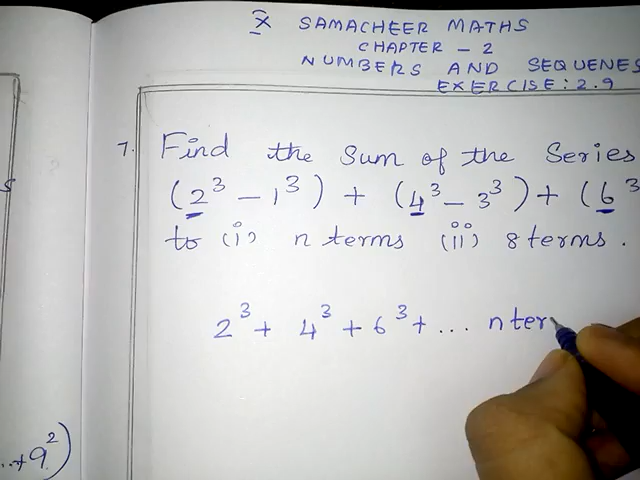 X SAMACHEER MATHS
CHAPTER - 2
NUMBERS AND SEQUENES
EXERCISE: 2.9
7. Find the Sum of the Series
(2³ - 1³) + (4³ - 3³) + (6³
to (i) n terms (ii) 8 terms.
2³ + 4³ + 6³ + ... n ter
..+9²)